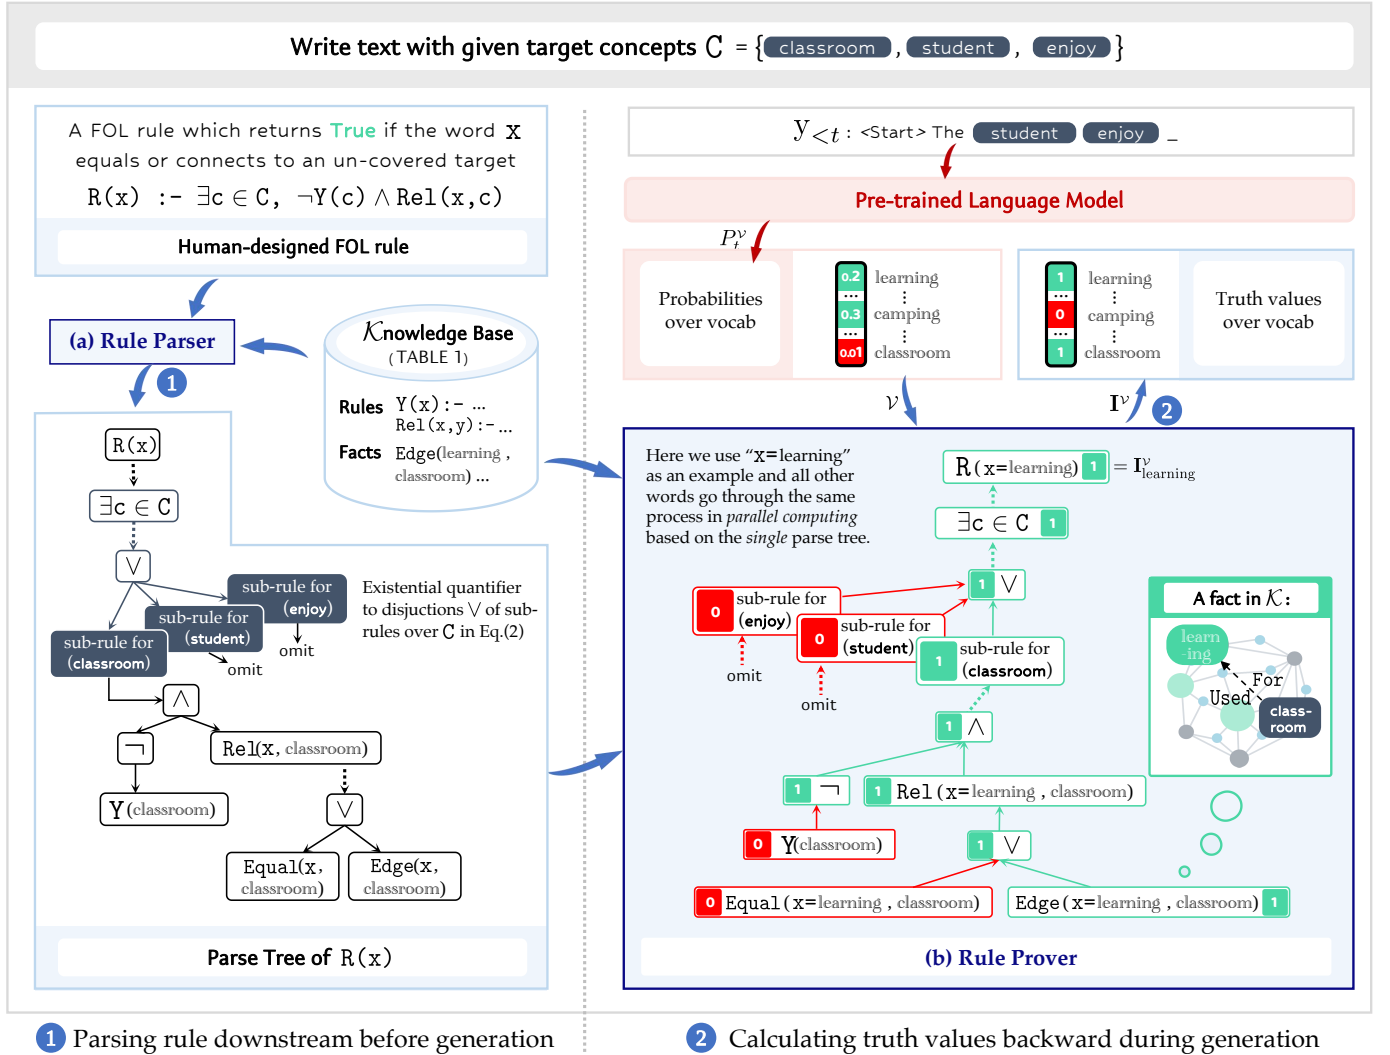 Write text with given target concepts C = { classroom , student , enjoy }
A FOL rule which returns True if the word x
equals or connects to an un-covered target
R(x) :- ∃c ∈ C, ¬Y(c) ∧ Rel(x,c)
Human-designed FOL rule
(a) Rule Parser
1
Knowledge Base
(TABLE 1)
Rules Y(x):- ...
Rel(x,y):- ...
Facts Edge(learning ,
classroom) ...
R(x)
∃c ∈ C
∨
sub-rule for
(enjoy)
sub-rule for
(student)
sub-rule for
(classroom)
omit
omit
Existential quantifier
to disjuctions ∨ of sub-
rules over C in Eq.(2)
∧
¬
Rel(x, classroom)
Y(classroom)
∨
Equal(x,
classroom)
Edge(x,
classroom)
Parse Tree of R(x)
1 Parsing rule downstream before generation
y<t : <Start> The student enjoy _
Pre-trained Language Model
P_t^𝒱
Probabilities
over vocab
0.2 learning
... ⋮
0.3 camping
... ⋮
0.01 classroom
1 learning
... ⋮
0 camping
... ⋮
1 classroom
Truth values
over vocab
𝒱
I^𝒱
2
Here we use “x=learning”
as an example and all other
words go through the same
process in parallel computing
based on the single parse tree.
R(x=learning) 1 = I^𝒱_learning
∃c ∈ C 1
1 ∨
0 sub-rule for
(enjoy)
0 sub-rule for
(student)
1 sub-rule for
(classroom)
omit
omit
1 ∧
1 ¬
1 Rel(x=learning , classroom)
0 Y(classroom)
1 ∨
0 Equal(x=learning , classroom)
Edge(x=learning , classroom) 1
A fact in 𝒦:
learn
-ing
Used For
class-
room
(b) Rule Prover
2 Calculating truth values backward during generation